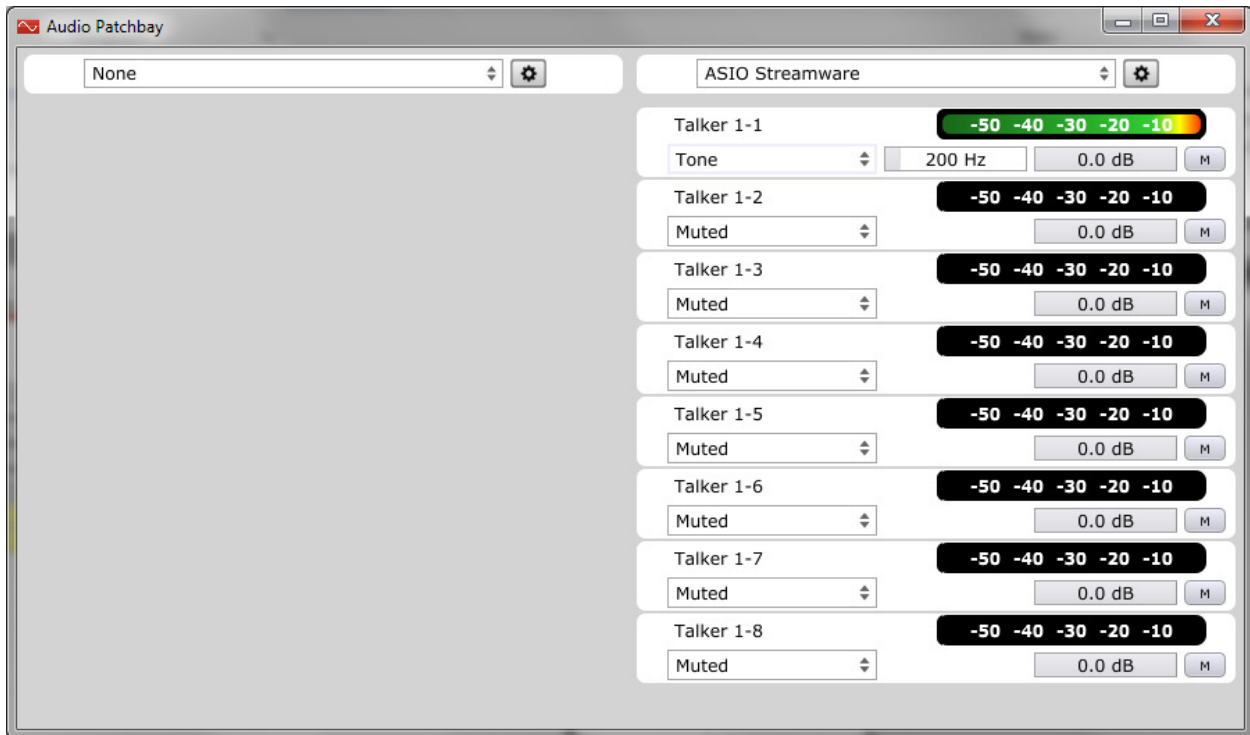 Audio Patchbay
None
ASIO Streamware
Talker 1-1 -50 -40 -30 -20 -10
Tone 200 Hz 0.0 dB M
Talker 1-2 -50 -40 -30 -20 -10
Muted 0.0 dB M
Talker 1-3 -50 -40 -30 -20 -10
Muted 0.0 dB M
Talker 1-4 -50 -40 -30 -20 -10
Muted 0.0 dB M
Talker 1-5 -50 -40 -30 -20 -10
Muted 0.0 dB M
Talker 1-6 -50 -40 -30 -20 -10
Muted 0.0 dB M
Talker 1-7 -50 -40 -30 -20 -10
Muted 0.0 dB M
Talker 1-8 -50 -40 -30 -20 -10
Muted 0.0 dB M